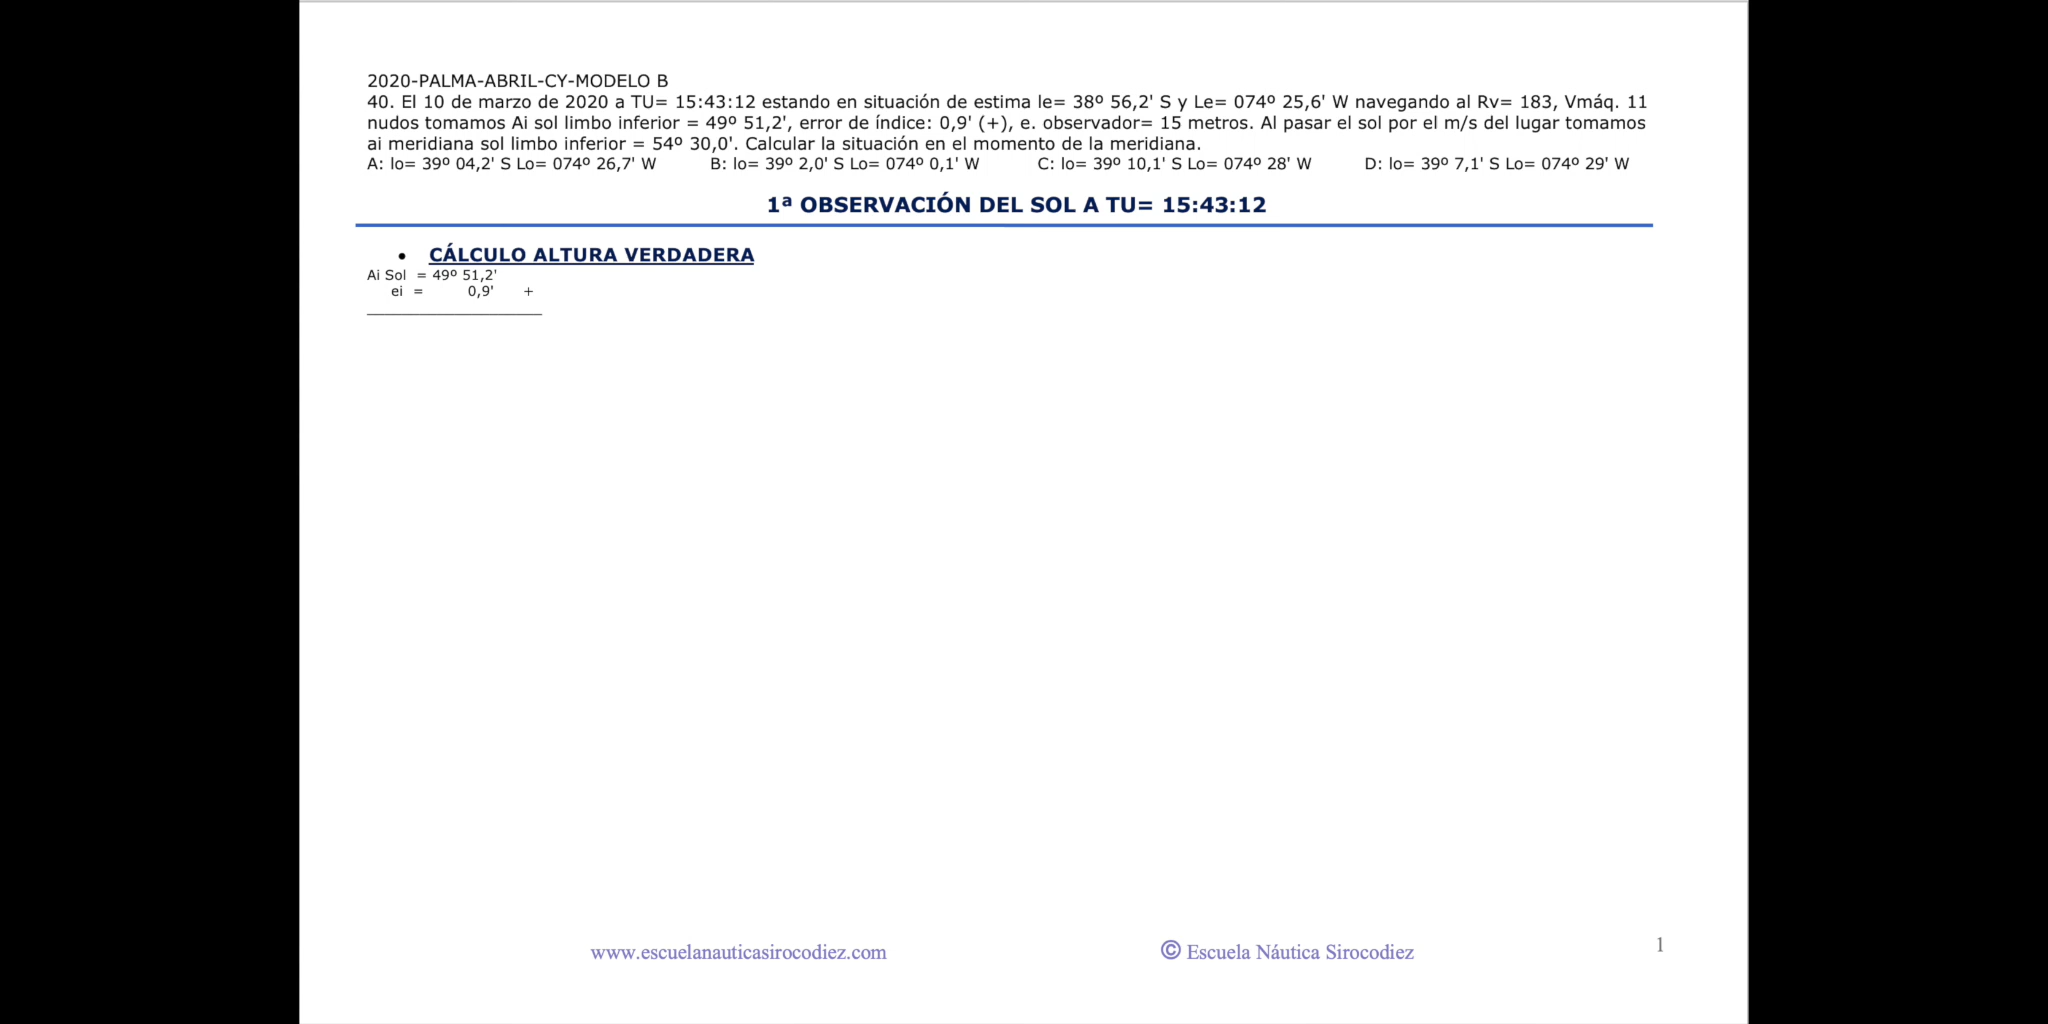 2020-PALMA-ABRIL-CY-MODELO B
40. El 10 de marzo de 2020 a TU= 15:43:12 estando en situación de estima le= 38º 56,2' S y Le= 074º 25,6' W navegando al Rv= 183, Vmáq. 11
nudos tomamos Ai sol limbo inferior = 49º 51,2', error de índice: 0,9' (+), e. observador= 15 metros. Al pasar el sol por el m/s del lugar tomamos
ai meridiana sol limbo inferior = 54º 30,0'. Calcular la situación en el momento de la meridiana.
A: lo= 39º 04,2' S Lo= 074º 26,7' W B: lo= 39º 2,0' S Lo= 074º 0,1' W C: lo= 39º 10,1' S Lo= 074º 28' W D: lo= 39º 7,1' S Lo= 074º 29' W
1ª OBSERVACIÓN DEL SOL A TU= 15:43:12
• CÁLCULO ALTURA VERDADERA
Ai Sol = 49º 51,2'
ei = 0,9' +
www.escuelanauticasirocodiez.com © Escuela Náutica Sirocodiez 1